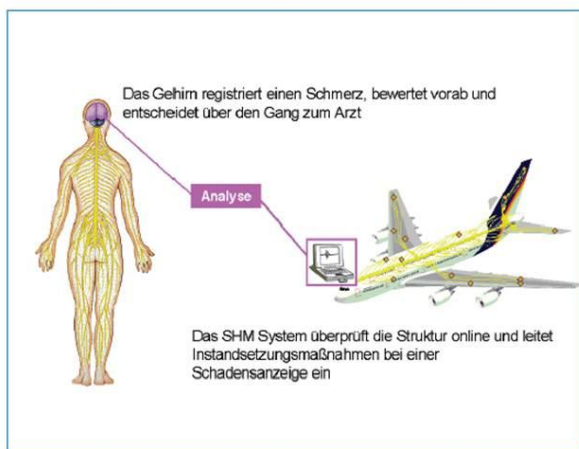 Das Gehirn registriert einen Schmerz, bewertet vorab und
entscheidet über den Gang zum Arzt
Analyse
Das SHM System überprüft die Struktur online und leitet
Instandsetzungsmaßnahmen bei einer
Schadensanzeige ein